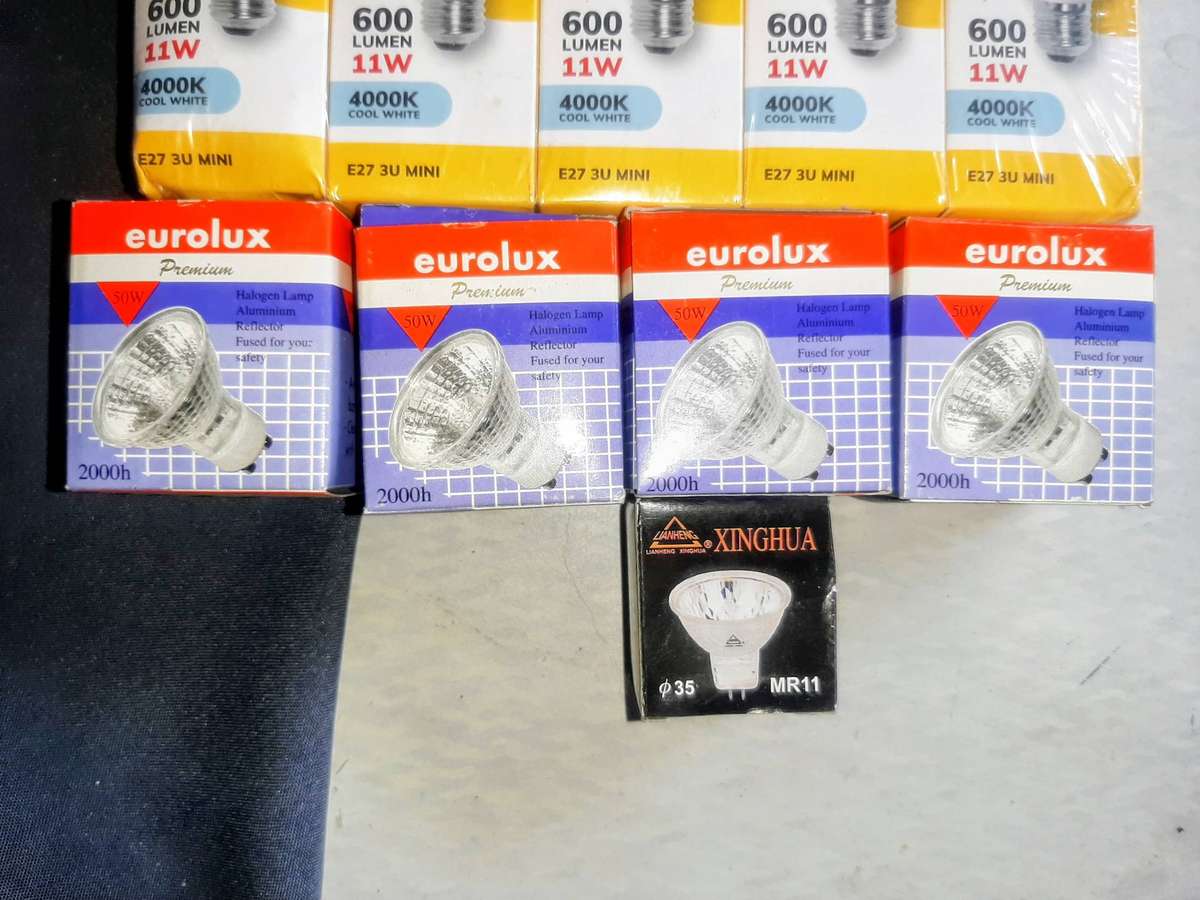 600
LUMEN
11W
4000K
COOL WHITE
E27 3U MINI
600
LUMEN
11W
4000K
COOL WHITE
E27 3U MINI
600
LUMEN
11W
4000K
COOL WHITE
E27 3U MINI
600
LUMEN
11W
4000K
COOL WHITE
E27 3U MINI
600
LUMEN
11W
4000K
COOL WHITE
E27 3U MINI
eurolux
Premium
50W
Halogen Lamp
Aluminium
Reflector
Fused for your
safety
2000h
eurolux
Premium
50W
Halogen Lamp
Aluminium
Reflector
Fused for your
safety
2000h
eurolux
Premium
50W
Halogen Lamp
Aluminium
Reflector
Fused for your
safety
2000h
eurolux
Premium
50W
Halogen Lamp
Aluminium
Reflector
Fused for your
safety
2000h
LIANHENG
LIANHENG XINGHUA
® XINGHUA
ϕ35 MR11